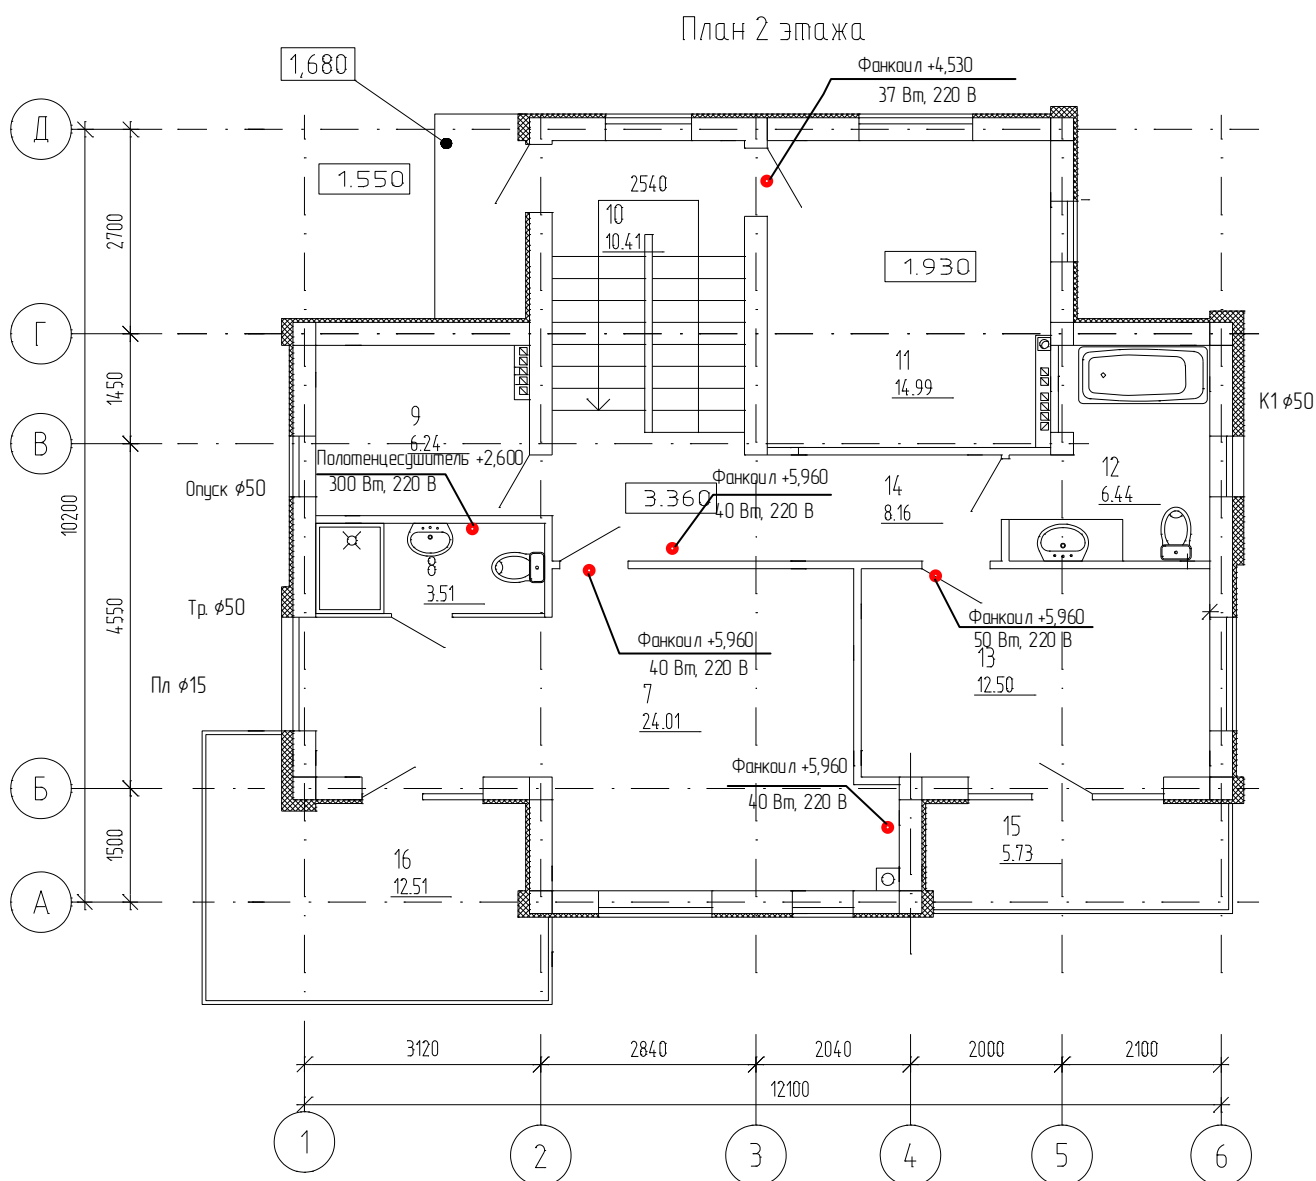 План 2 этажа
1,680
Фанкоил +4,530
37 Вт, 220 В
Д
1.550
2540
10
10.41
2700
1.930
Г
11
14.99
1450
9
6.24
К1 ø50
В
Полотенцесушитель +2,600
300 Вт, 220 В
Фанкоил +5,960
40 Вт, 220 В
12
6.44
14
8.16
Опуск ø50
3.360
10200
8
3.51
Тр. ø50
4550
Фанкоил +5,960
50 Вт, 220 В
Фанкоил +5,960
40 Вт, 220 В
13
12.50
Пл ø15
7
24.01
Фанкоил +5,960
40 Вт, 220 В
Б
15
5.73
1500
16
12.51
А
3120
2840
2040
2000
2100
12100
1
2
3
4
5
6